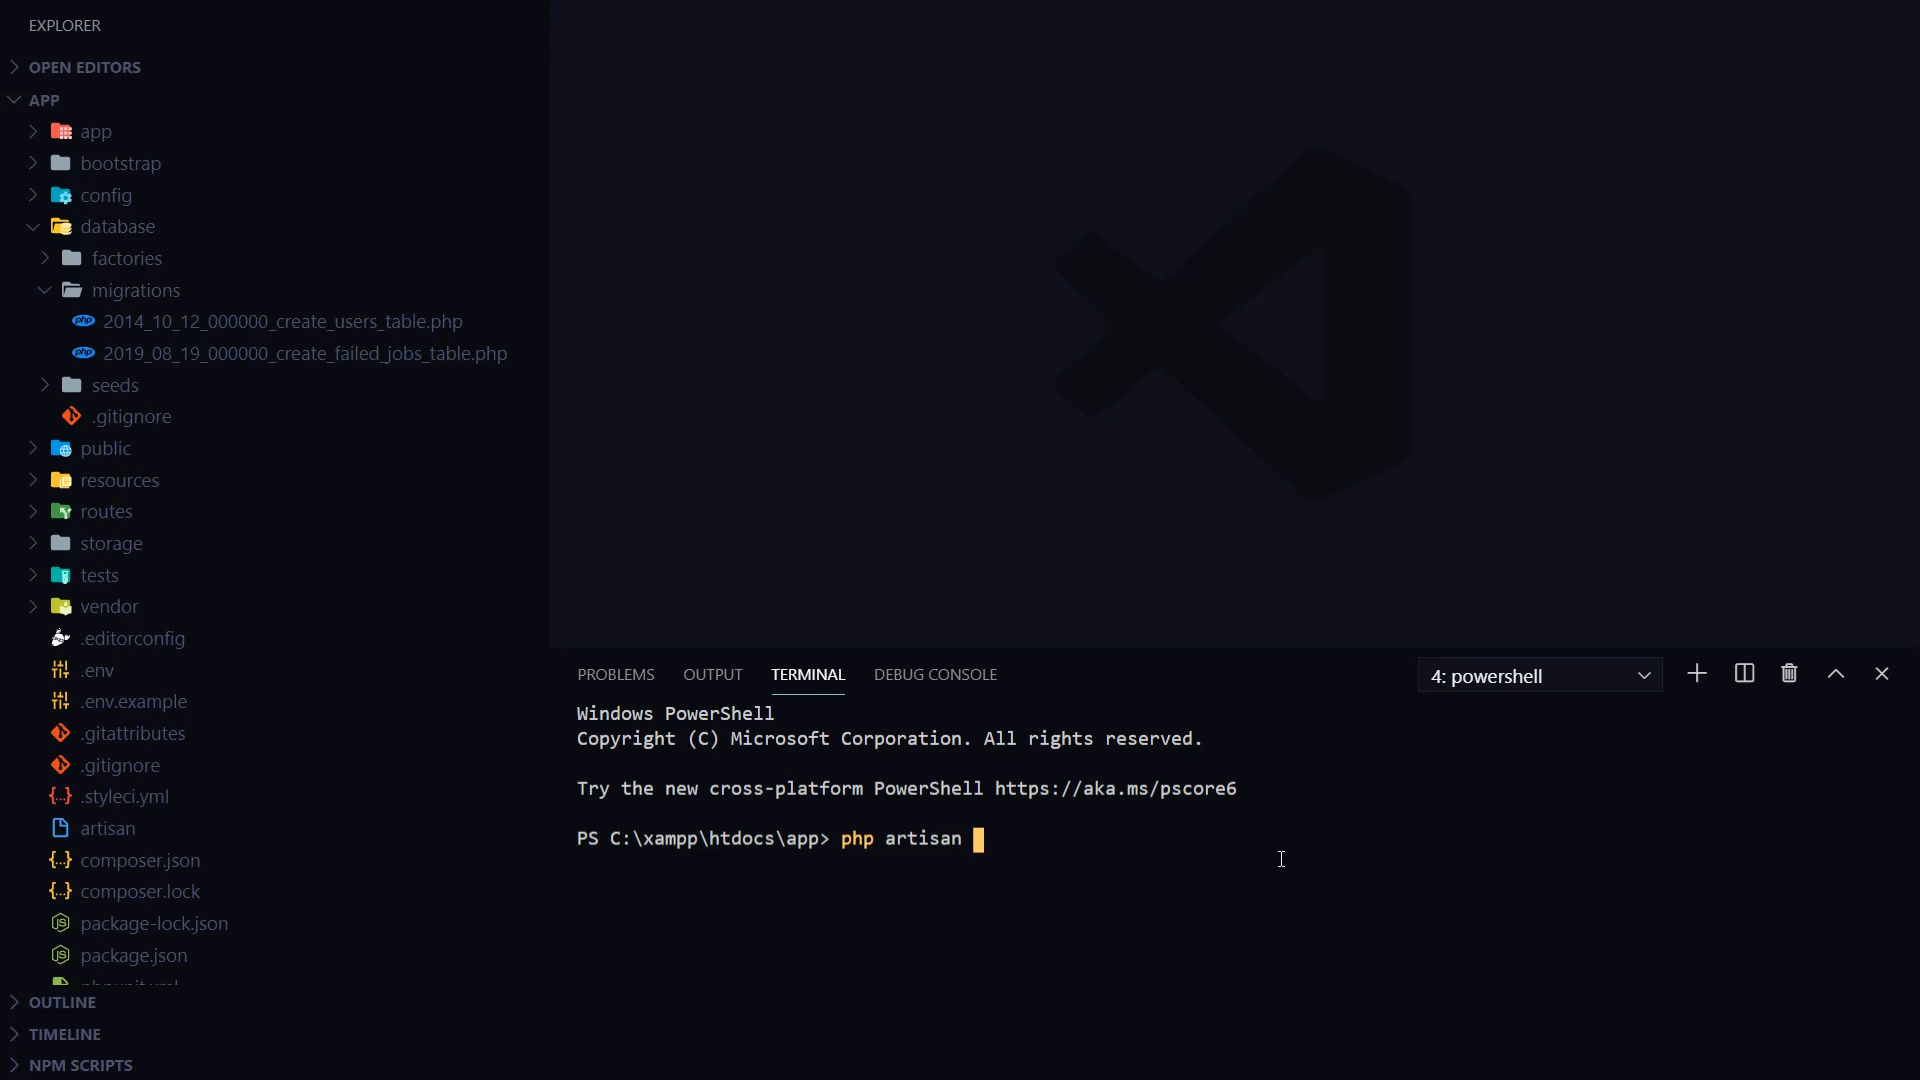 EXPLORER
OPEN EDITORS
APP
app
bootstrap
config
database
factories
migrations
php 2014_10_12_000000_create_users_table.php
php 2019_08_19_000000_create_failed_jobs_table.php
seeds
.gitignore
public
resources
routes
storage
tests
vendor
.editorconfig
.env
.env.example
.gitattributes
.gitignore
.styleci.yml
artisan
composer.json
composer.lock
package-lock.json
package.json
OUTLINE
TIMELINE
NPM SCRIPTS
PROBLEMS OUTPUT TERMINAL DEBUG CONSOLE 4: powershell
Windows PowerShell
Copyright (C) Microsoft Corporation. All rights reserved.
Try the new cross-platform PowerShell https://aka.ms/pscore6
PS C:\xampp\htdocs\app> php artisan